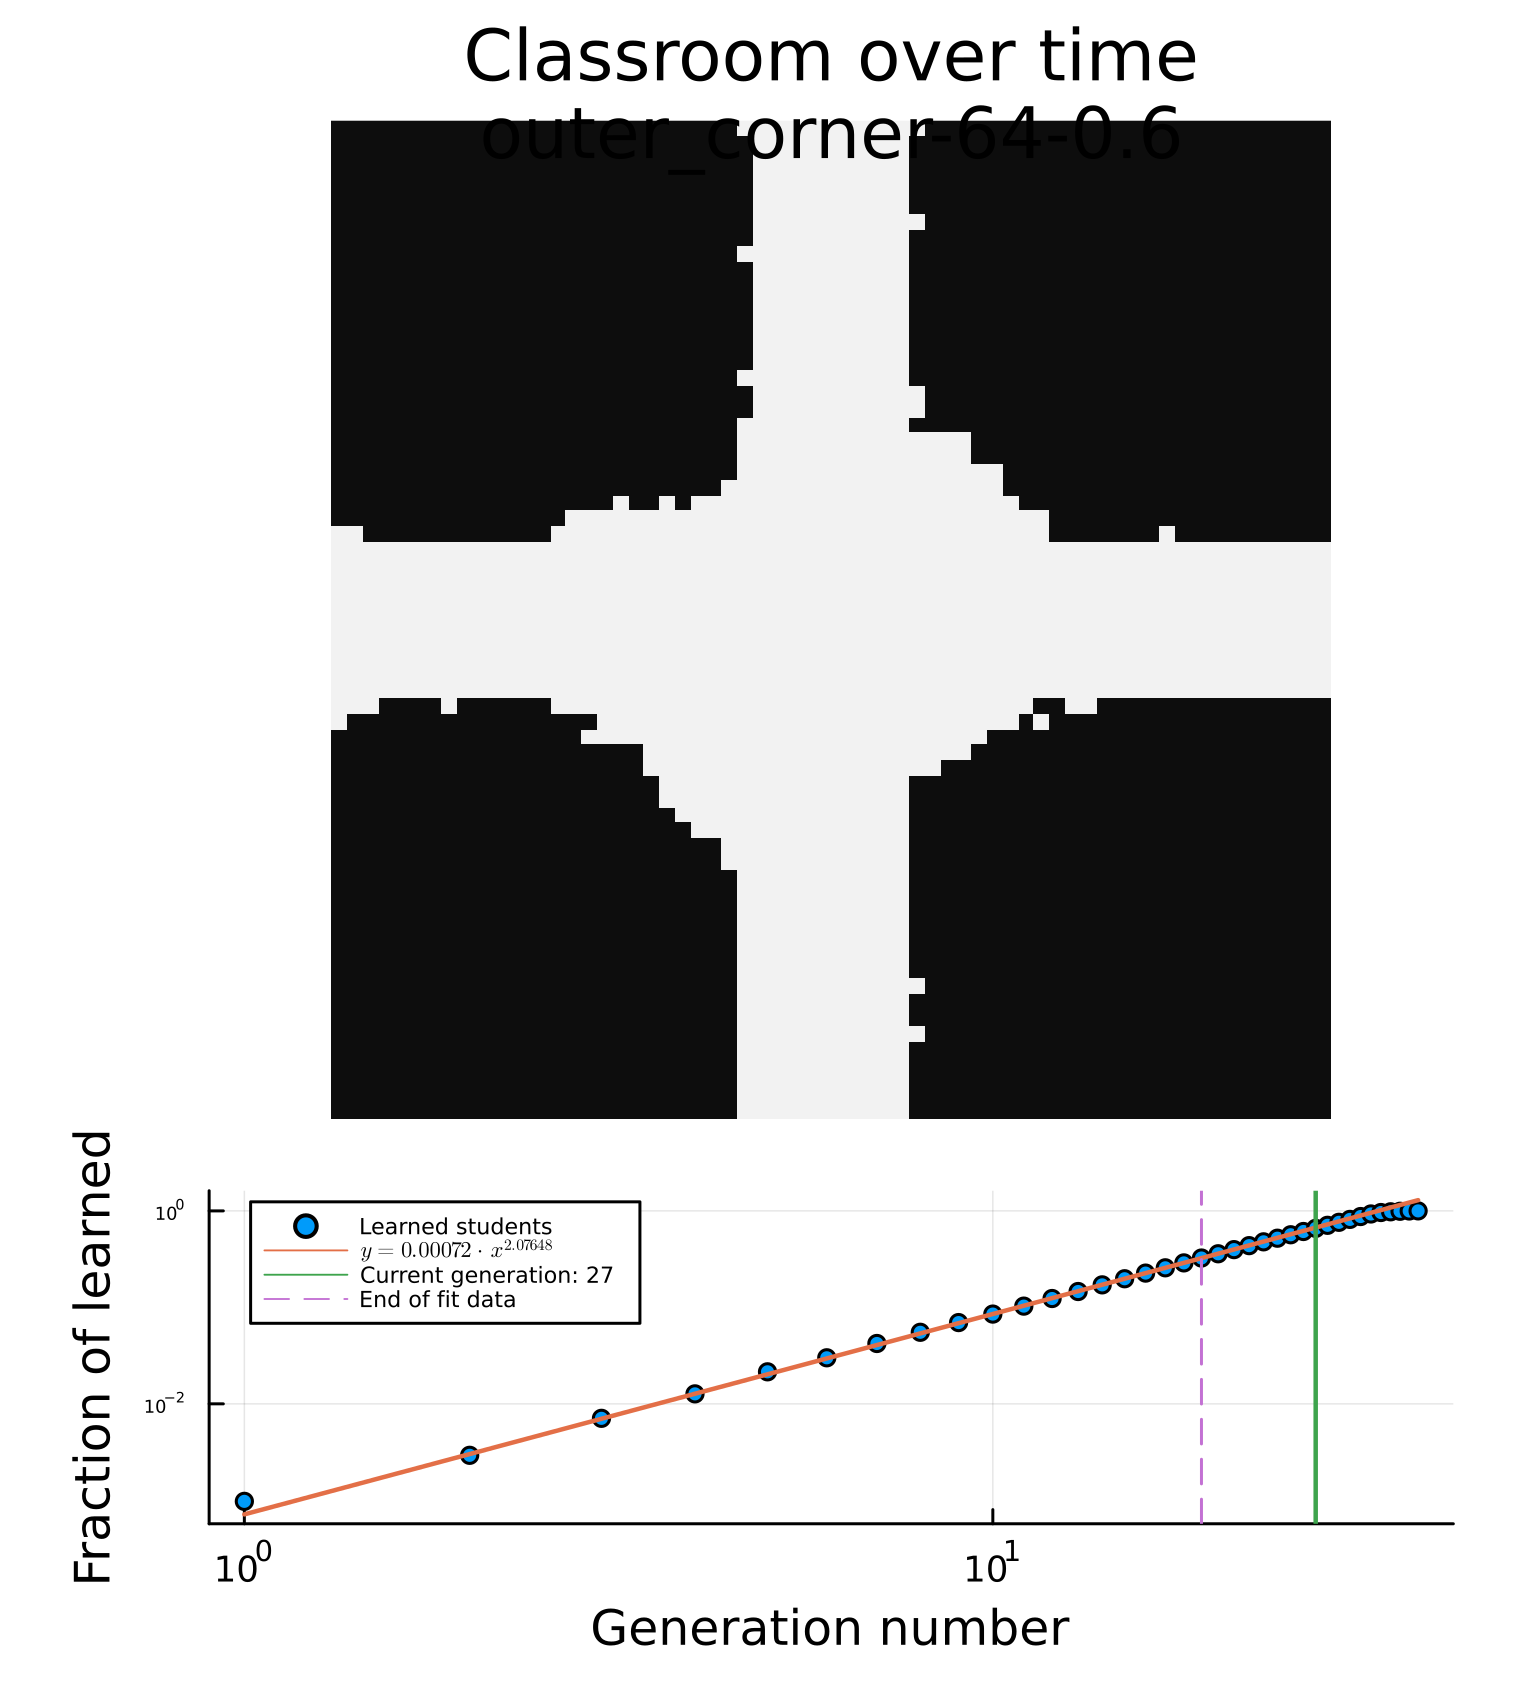 Classroom over time
outer_corner-64-0.6
Fraction of learned
10⁰
10⁻²
Learned students
y = 0.00072 · x^2.07648
Current generation: 27
End of fit data
10⁰
10¹
Generation number